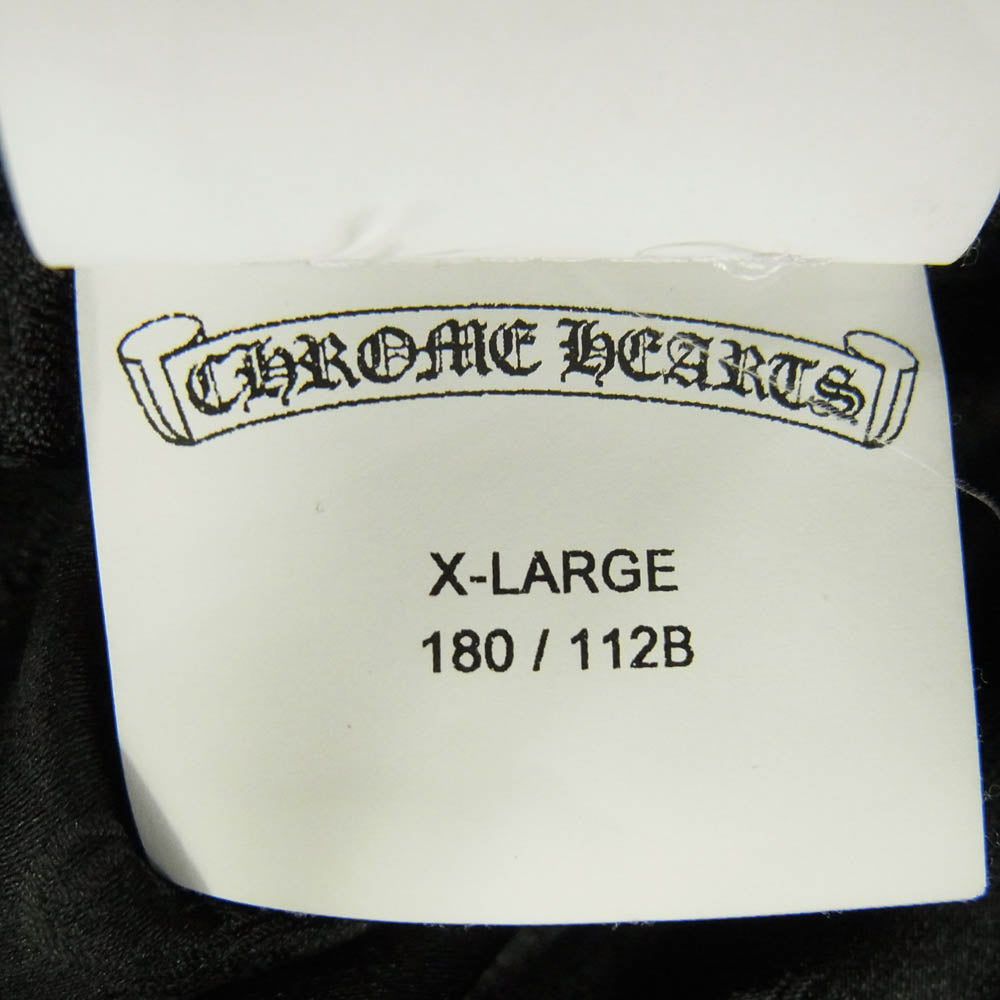 CHROME HEARTS
X-LARGE
180 / 112B